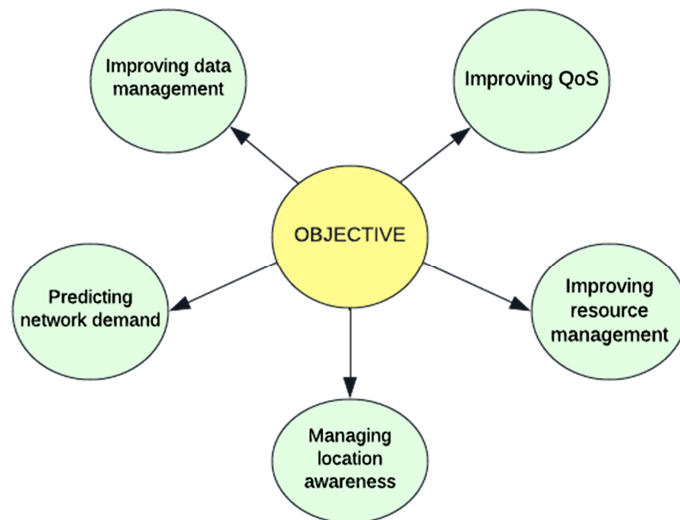 Improving data
management
Improving QoS
OBJECTIVE
Predicting
network demand
Improving
resource
management
Managing
location
awareness